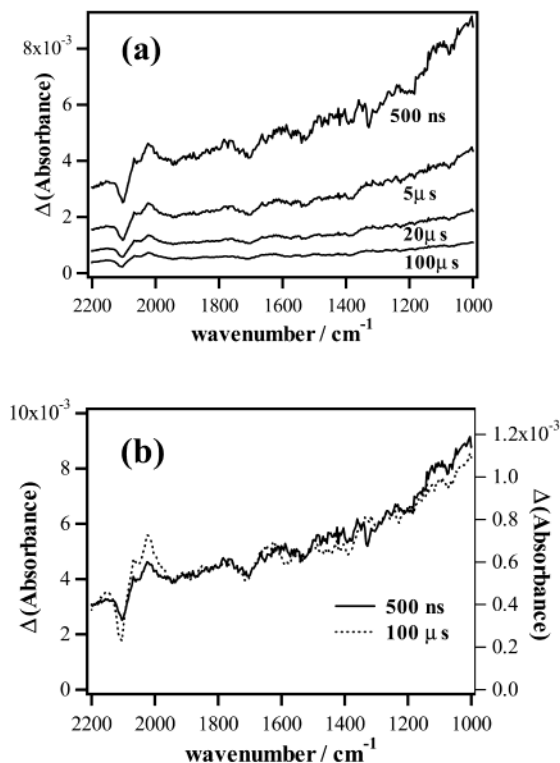 (a)
8x10⁻³
6
4
2
0
Δ(Absorbance)
500 ns
5μs
20μs
100μs
2200 2000 1800 1600 1400 1200 1000
wavenumber / cm⁻¹
(b)
10x10⁻³
8
6
4
2
0
Δ(Absorbance)
1.2x10⁻³
1.0
0.8
0.6
0.4
0.2
0.0
Δ(Absorbance)
500 ns
100 μ s
2200 2000 1800 1600 1400 1200 1000
wavenumber / cm⁻¹